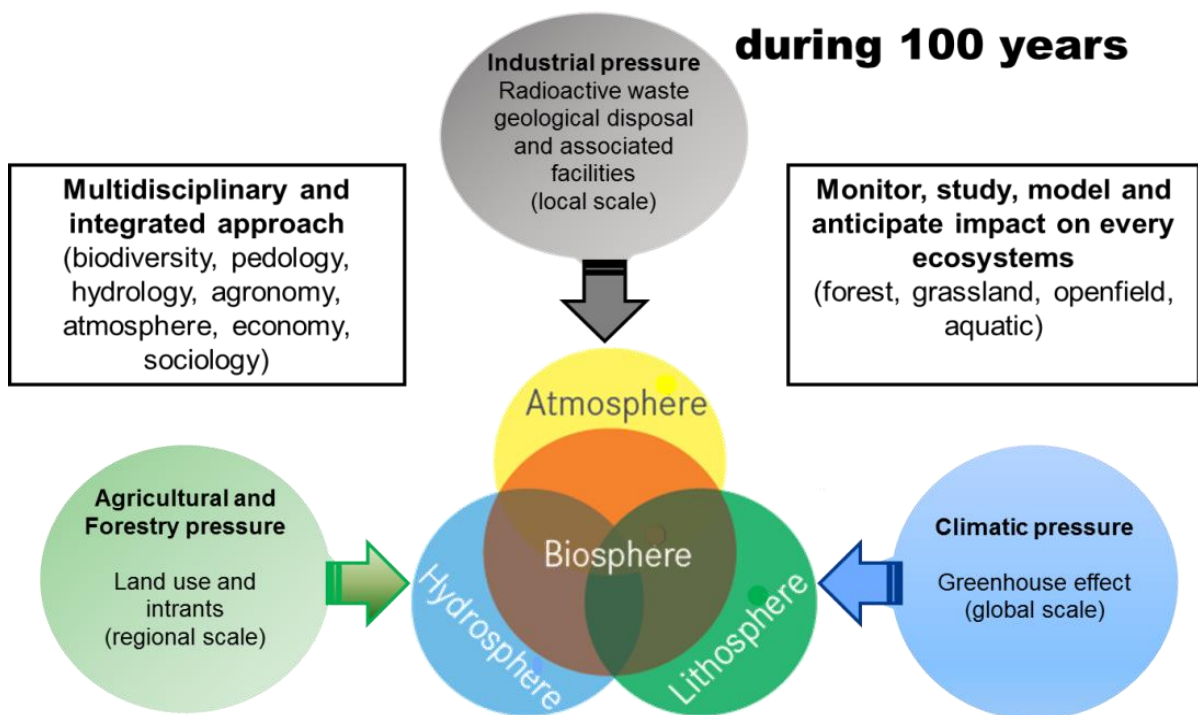 during 100 years
Industrial pressure
Radioactive waste
geological disposal
and associated
facilities
(local scale)
Multidisciplinary and
integrated approach
(biodiversity, pedology,
hydrology, agronomy,
atmosphere, economy,
sociology)
Monitor, study, model and
anticipate impact on every
ecosystems
(forest, grassland, openfield,
aquatic)
Atmosphere
Agricultural and
Forestry pressure
Land use and
intrants
(regional scale)
Biosphere
Hydrosphere
Lithosphere
Climatic pressure
Greenhouse effect
(global scale)